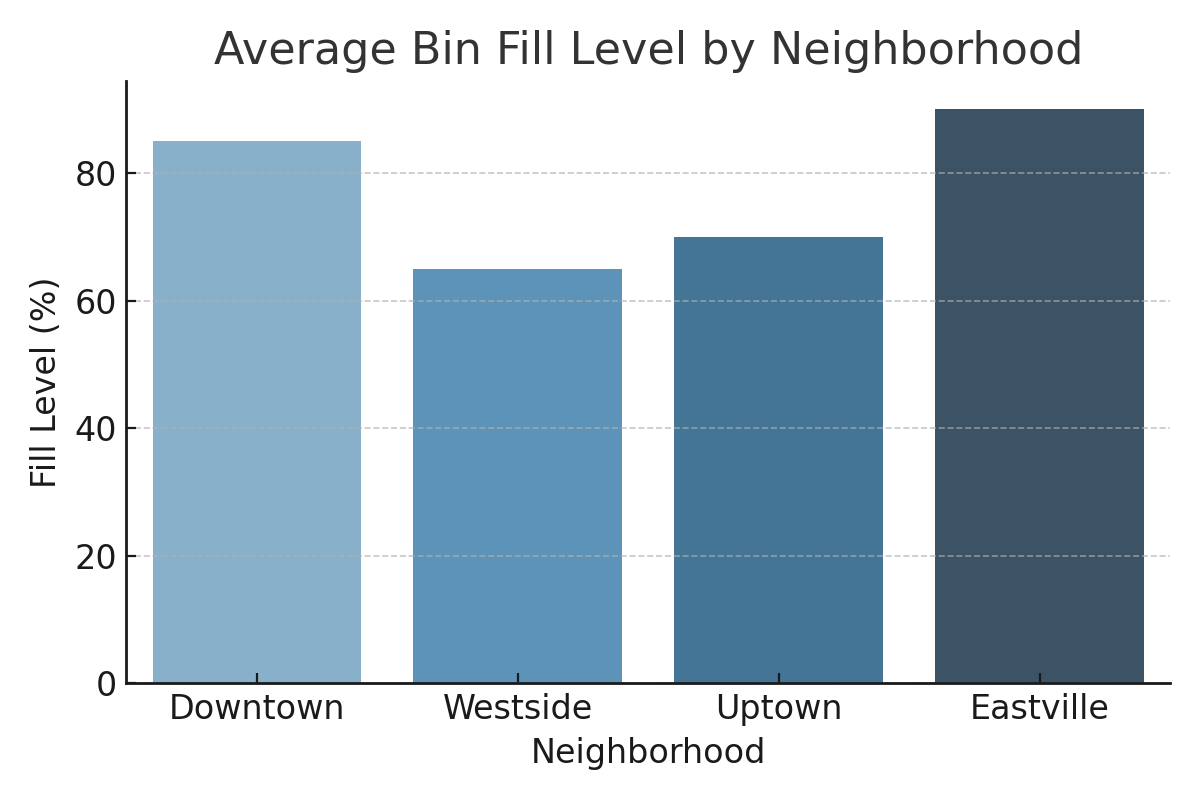 Average Bin Fill Level by Neighborhood
Fill Level (%)
80
60
40
20
0
Downtown
Westside
Uptown
Eastville
Neighborhood